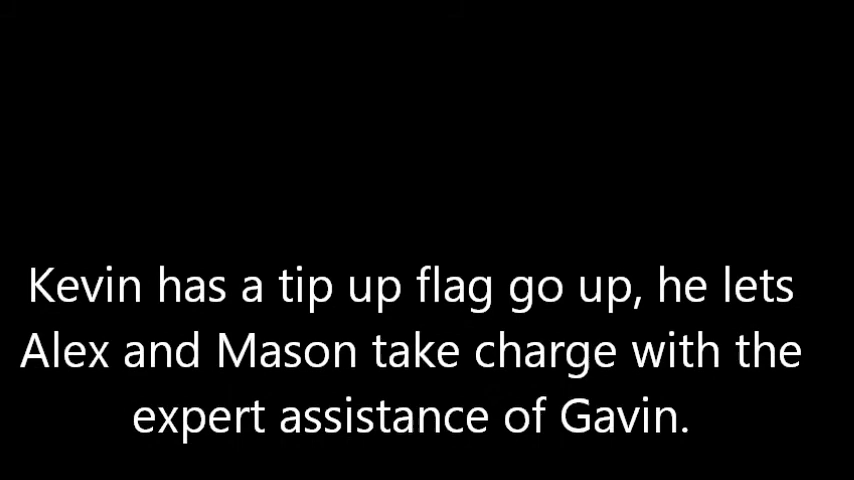 Kevin has a tip up flag go up, he lets
Alex and Mason take charge with the
expert assistance of Gavin.